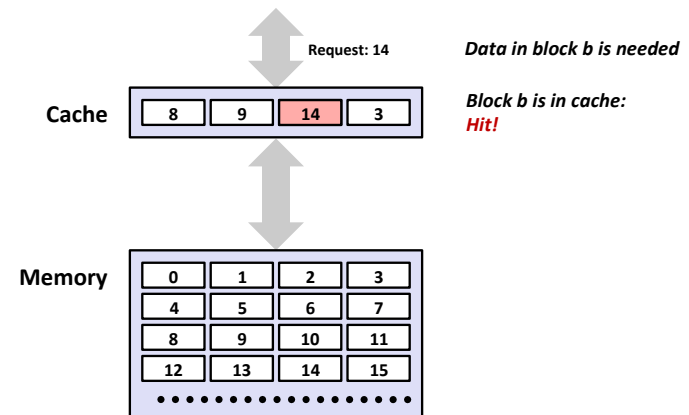 Request: 14
Data in block b is needed
Cache
8 9 14 3
Block b is in cache:
Hit!
Memory
0 1 2 3
4 5 6 7
8 9 10 11
12 13 14 15